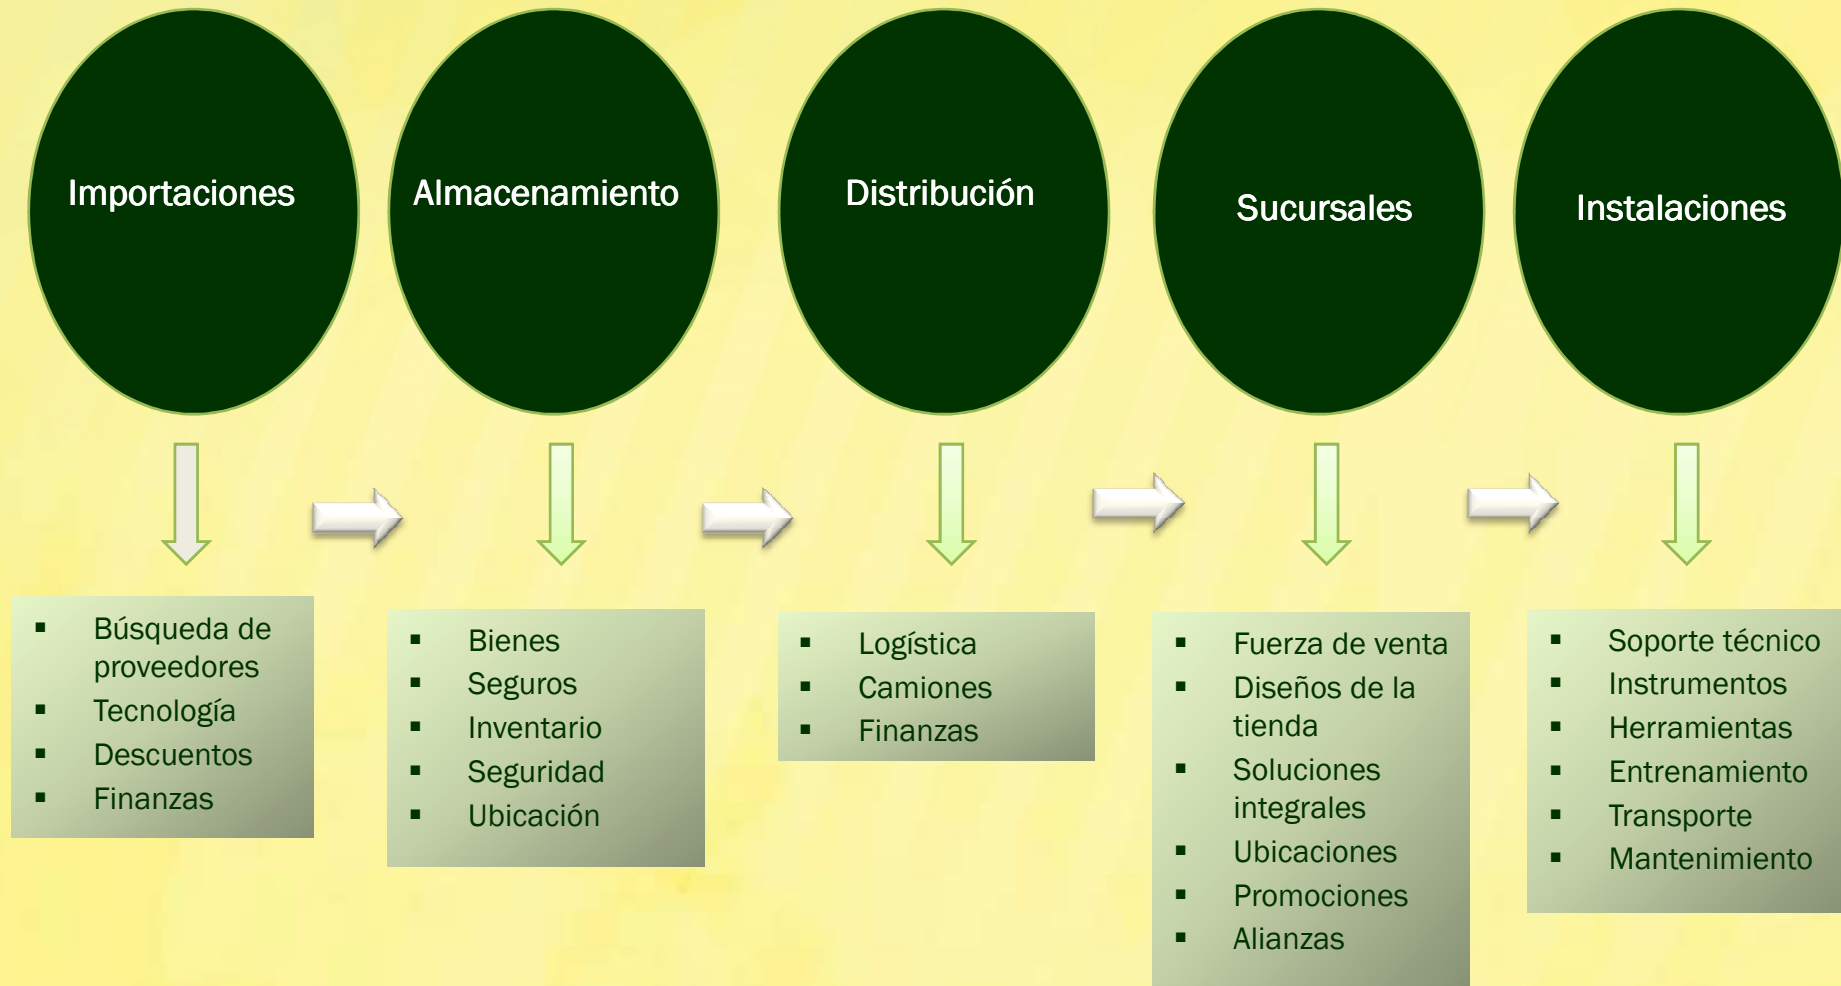 Importaciones
Almacenamiento
Distribución
Sucursales
Instalaciones
▪ Búsqueda de
proveedores
▪ Tecnología
▪ Descuentos
▪ Finanzas
▪ Bienes
▪ Seguros
▪ Inventario
▪ Seguridad
▪ Ubicación
▪ Logística
▪ Camiones
▪ Finanzas
▪ Fuerza de venta
▪ Diseños de la
tienda
▪ Soluciones
integrales
▪ Ubicaciones
▪ Promociones
▪ Alianzas
▪ Soporte técnico
▪ Instrumentos
▪ Herramientas
▪ Entrenamiento
▪ Transporte
▪ Mantenimiento